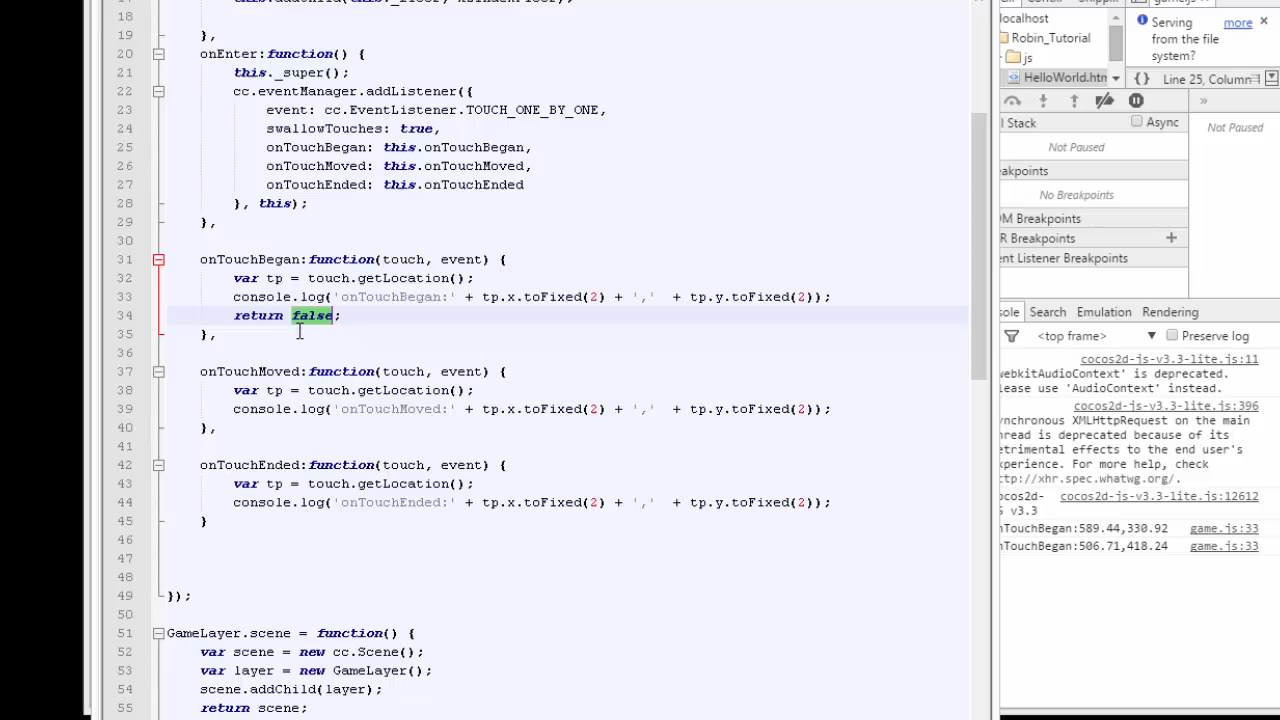 18
19 },
20 onEnter:function() {
21 this._super();
22 cc.eventManager.addListener({
23 event: cc.EventListener.TOUCH_ONE_BY_ONE,
24 swallowTouches: true,
25 onTouchBegan: this.onTouchBegan,
26 onTouchMoved: this.onTouchMoved,
27 onTouchEnded: this.onTouchEnded
28 }, this);
29 },
30
31 onTouchBegan:function(touch, event) {
32 var tp = touch.getLocation();
33 console.log('onTouchBegan:' + tp.x.toFixed(2) + ',' + tp.y.toFixed(2));
34 return false;
35 },
36
37 onTouchMoved:function(touch, event) {
38 var tp = touch.getLocation();
39 console.log('onTouchMoved:' + tp.x.toFixed(2) + ',' + tp.y.toFixed(2));
40 },
41
42 onTouchEnded:function(touch, event) {
43 var tp = touch.getLocation();
44 console.log('onTouchEnded:' + tp.x.toFixed(2) + ',' + tp.y.toFixed(2));
45 }
46
47
48
49 });
50
51 GameLayer.scene = function() {
52 var scene = new cc.Scene();
53 var layer = new GameLayer();
54 scene.addChild(layer);
55 return scene;
localhost
Robin_Tutorial
js
HelloWorld.htm
Serving more ×
from the file
system?
{} Line 25, Column
»
l Stack Async
Not Paused
Not Paused
eakpoints
No Breakpoints
OM Breakpoints
R Breakpoints +
ent Listener Breakpoints
sole Search Emulation Rendering
<top frame> ▼ Preserve log
cocos2d-js-v3.3-lite.js:11
webkitAudioContext' is deprecated.
lease use 'AudioContext' instead.
cocos2d-js-v3.3-lite.js:396
ynchronous XMLHttpRequest on the main
hread is deprecated because of its
etrimental effects to the end user's
xperience. For more help, check
ttp://xhr.spec.whatwg.org/.
ocos2d- cocos2d-js-v3.3-lite.js:12612
S v3.3
nTouchBegan:589.44,330.92 game.js:33
nTouchBegan:506.71,418.24 game.js:33